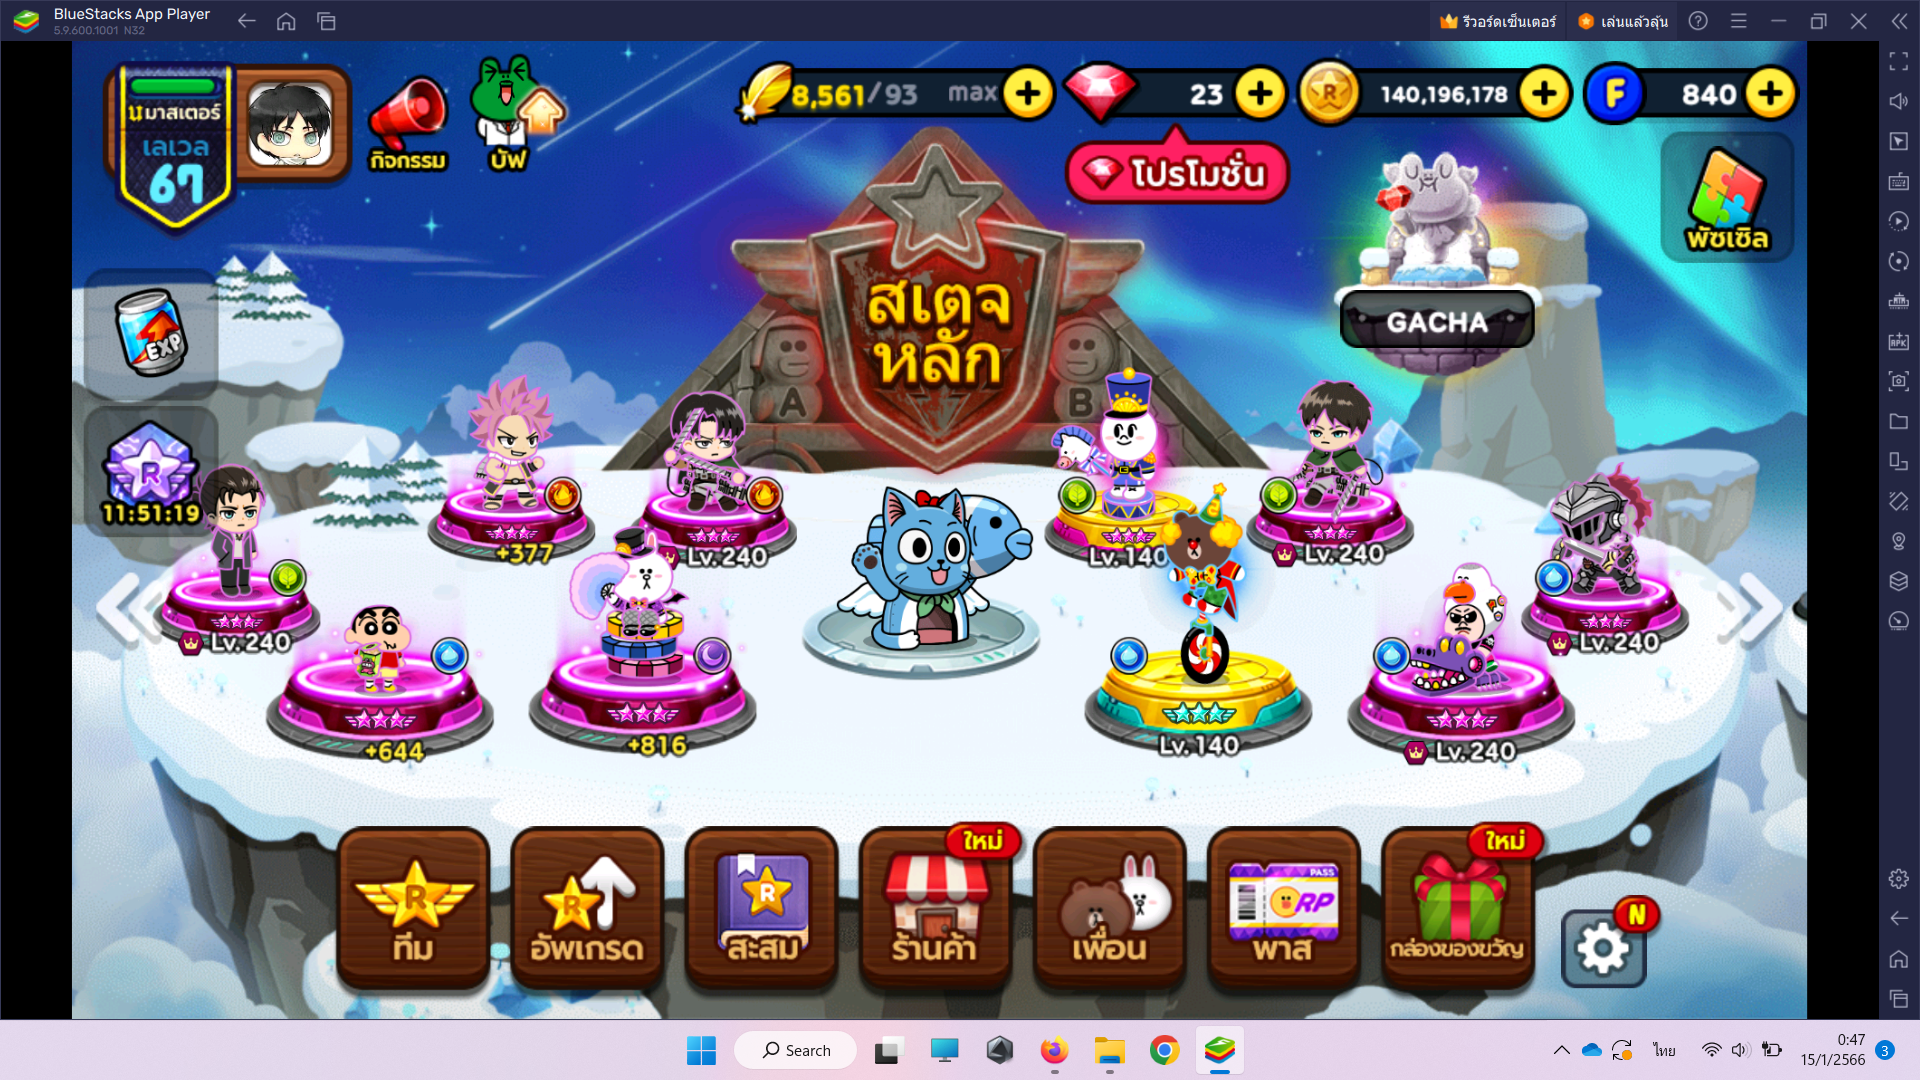 BlueStacks App Player
5.9.600.1001 N32
รีวอร์ดเซ็นเตอร์
เล่นแล้วลุ้น
มาสเตอร์
เลเวล
67
กิจกรรม
บัฟ
8,561/93 max
23
R
140,196,178
F
840
โปรโมชั่น
พัซเซิล
GACHA
สเตจ
หลัก
A
B
EXP
R
11:51:19
Lv.240
+377
Lv.240
Lv.140
Lv.240
Lv.240
+644
+816
Lv.140
Lv.240
R
ทีม
R
อัพเกรด
R
สะสม
ใหม่
ร้านค้า
เพื่อน
PASS
RP
พาส
ใหม่
กล่องของขวัญ
N
Search
ไทย
0:47
15/1/2566
3